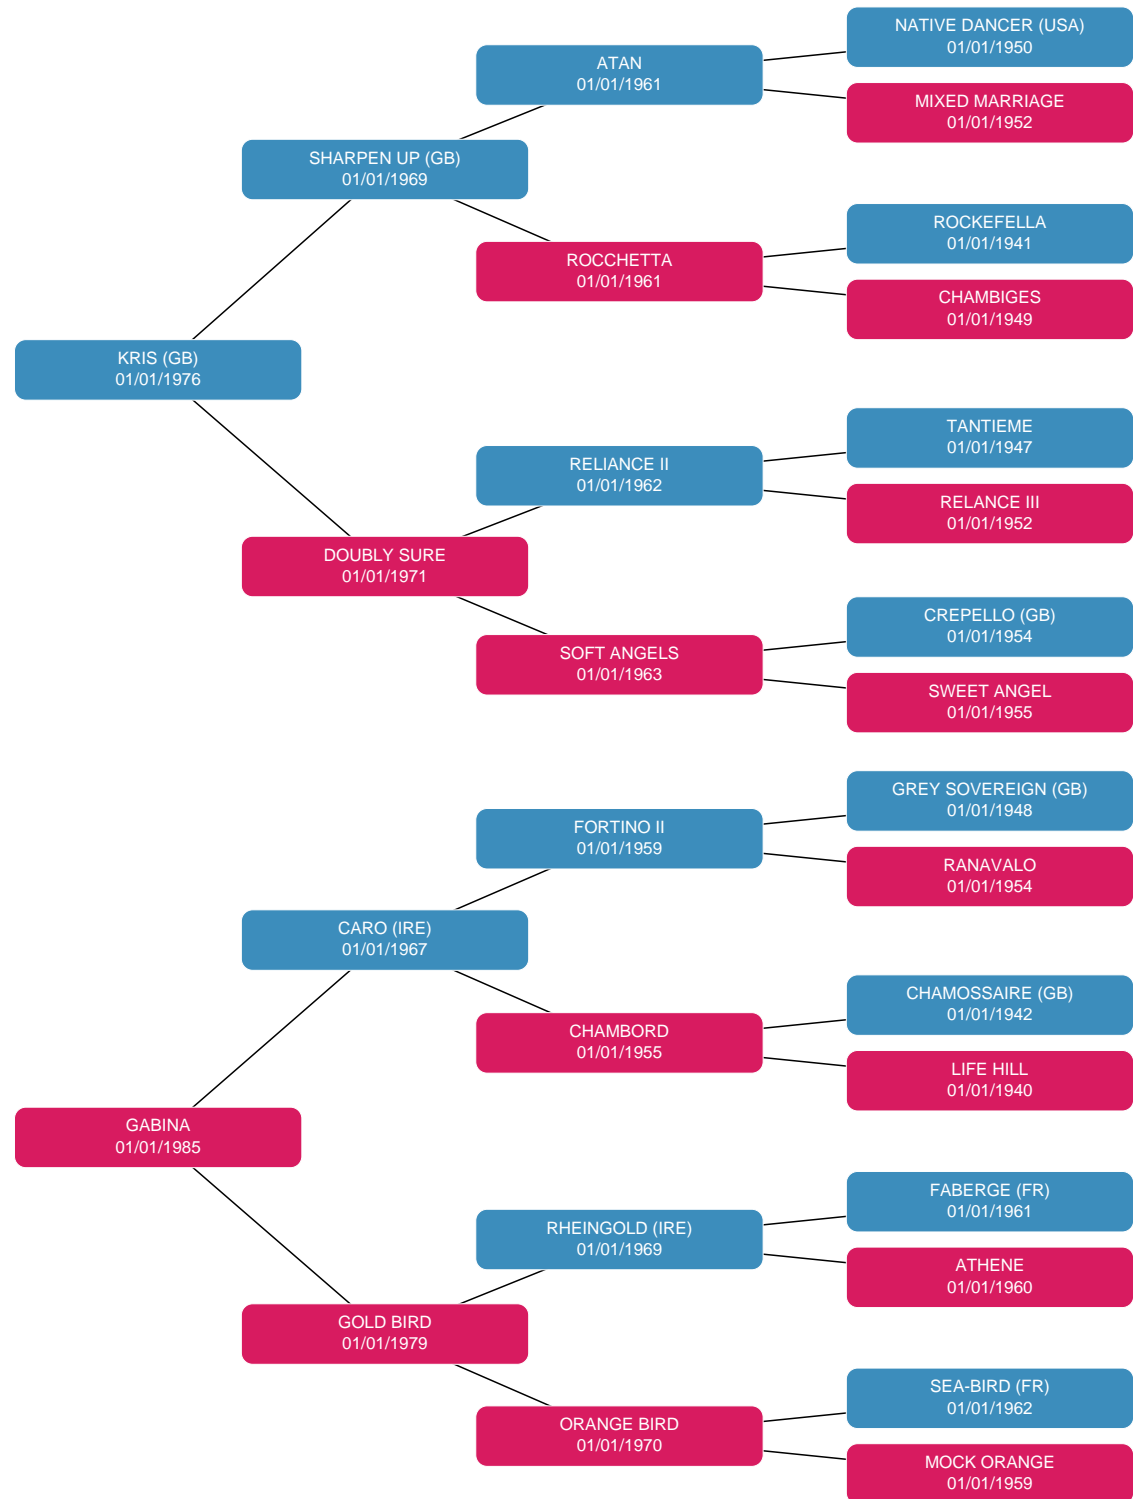 NATIVE DANCER (USA)
01/01/1950
ATAN
01/01/1961
MIXED MARRIAGE
01/01/1952
SHARPEN UP (GB)
01/01/1969
ROCKEFELLA
01/01/1941
ROCCHETTA
01/01/1961
CHAMBIGES
01/01/1949
KRIS (GB)
01/01/1976
TANTIEME
01/01/1947
RELIANCE II
01/01/1962
RELANCE III
01/01/1952
DOUBLY SURE
01/01/1971
CREPELLO (GB)
01/01/1954
SOFT ANGELS
01/01/1963
SWEET ANGEL
01/01/1955
GREY SOVEREIGN (GB)
01/01/1948
FORTINO II
01/01/1959
RANAVALO
01/01/1954
CARO (IRE)
01/01/1967
CHAMOSSAIRE (GB)
01/01/1942
CHAMBORD
01/01/1955
LIFE HILL
01/01/1940
GABINA
01/01/1985
FABERGE (FR)
01/01/1961
RHEINGOLD (IRE)
01/01/1969
ATHENE
01/01/1960
GOLD BIRD
01/01/1979
SEA-BIRD (FR)
01/01/1962
ORANGE BIRD
01/01/1970
MOCK ORANGE
01/01/1959